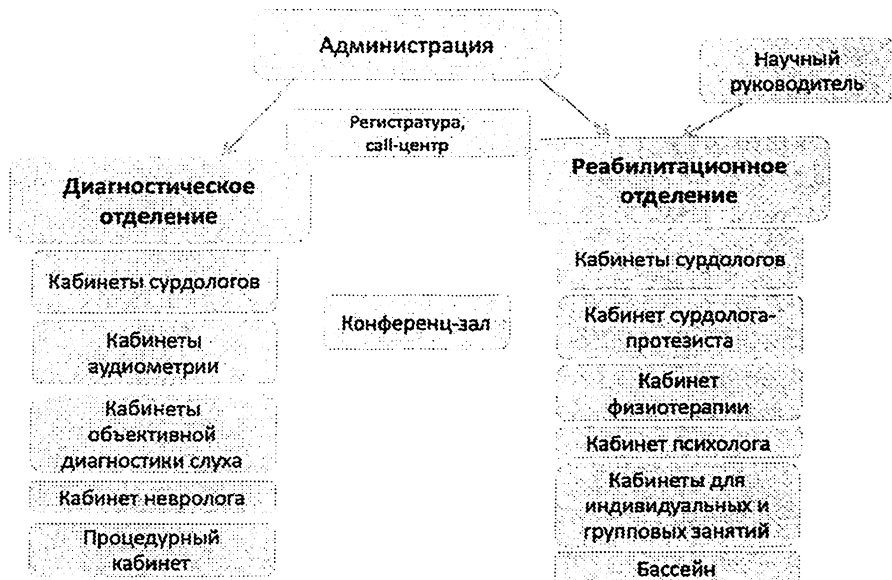 Администрация
Научный
руководитель
Регистратура,
call-центр
Диагностическое
отделение
Реабилитационное
отделение
Кабинеты сурдологов
Кабинеты
аудиометрии
Кабинеты
объективной
диагностики слуха
Кабинет невролога
Процедурный
кабинет
Конференц-зал
Кабинеты сурдологов
Кабинет сурдолога-
протезиста
Кабинет
физиотерапии
Кабинет психолога
Кабинеты для
индивидуальных и
групповых занятий
Бассейн